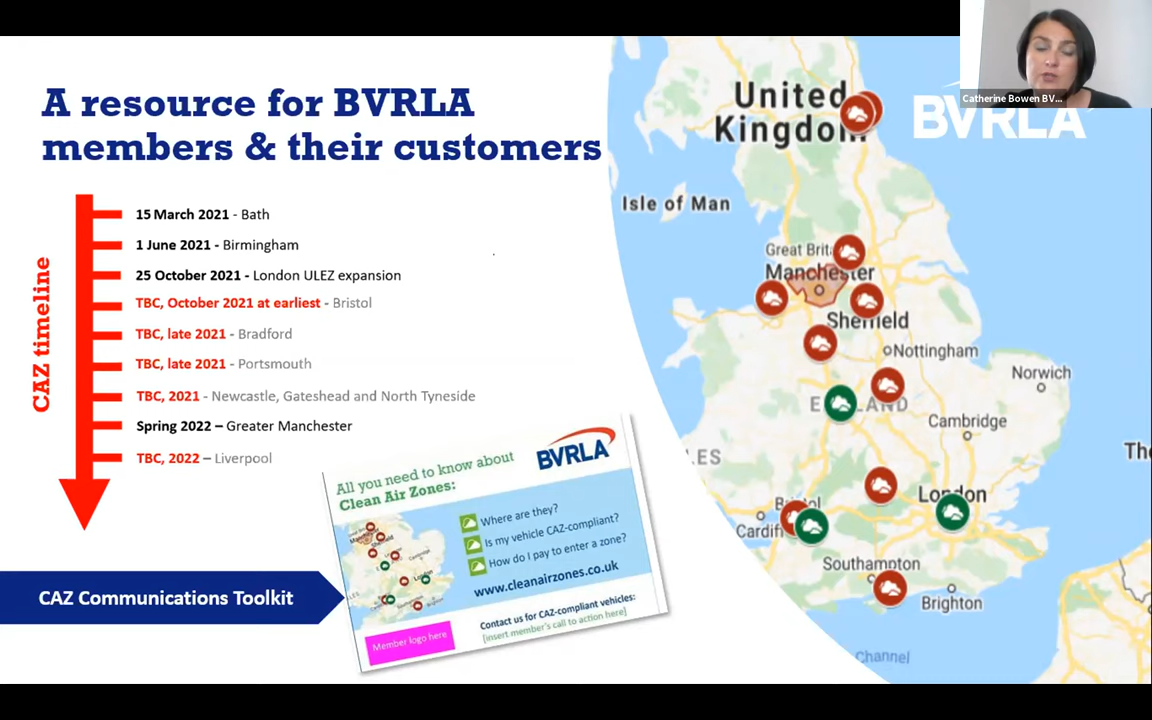 A resource for BVRLA
members & their customers
CAZ timeline
15 March 2021 - Bath
1 June 2021 - Birmingham
25 October 2021 - London ULEZ expansion
TBC, October 2021 at earliest - Bristol
TBC, late 2021 - Bradford
TBC, late 2021 - Portsmouth
TBC, 2021 - Newcastle, Gateshead and North Tyneside
Spring 2022 – Greater Manchester
TBC, 2022 – Liverpool
CAZ Communications Toolkit
All you need to know about
Clean Air Zones:
BVRLA
Where are they?
Is my vehicle CAZ-compliant?
How do I pay to enter a zone?
www.cleanairzones.co.uk
Contact us for CAZ-compliant vehicles:
[insert member's call to action here]
Member logo here
United
Kingdom
Isle of Man
Great Brit
Manchester
Sheffield
Nottingham
Norwich
ENGLAND
Cambridge
LES
London
Bristol
Cardiff
Southampton
Brighton
Channel
The
BVRLA
Catherine Bowen BV...